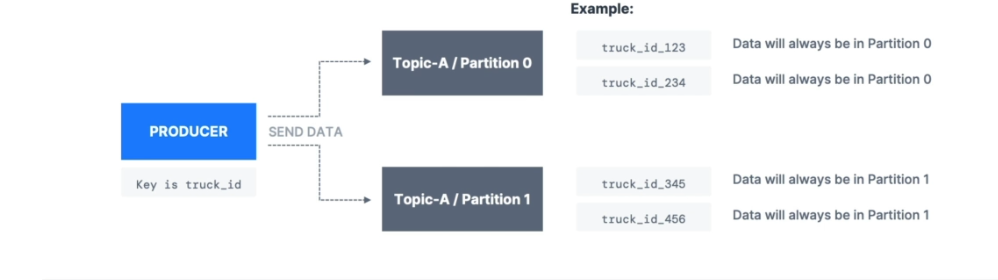 Example:
PRODUCER
Key is truck_id
SEND DATA
Topic-A / Partition 0
truck_id_123
Data will always be in Partition 0
truck_id_234
Data will always be in Partition 0
Topic-A / Partition 1
truck_id_345
Data will always be in Partition 1
truck_id_456
Data will always be in Partition 1